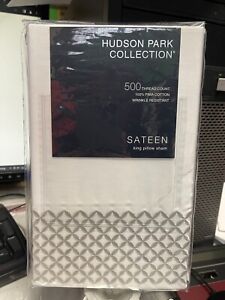 HUDSON PARK
COLLECTION
500 THREAD COUNT
100% PIMA COTTON
WRINKLE RESISTANT
SATEEN
king pillow sham